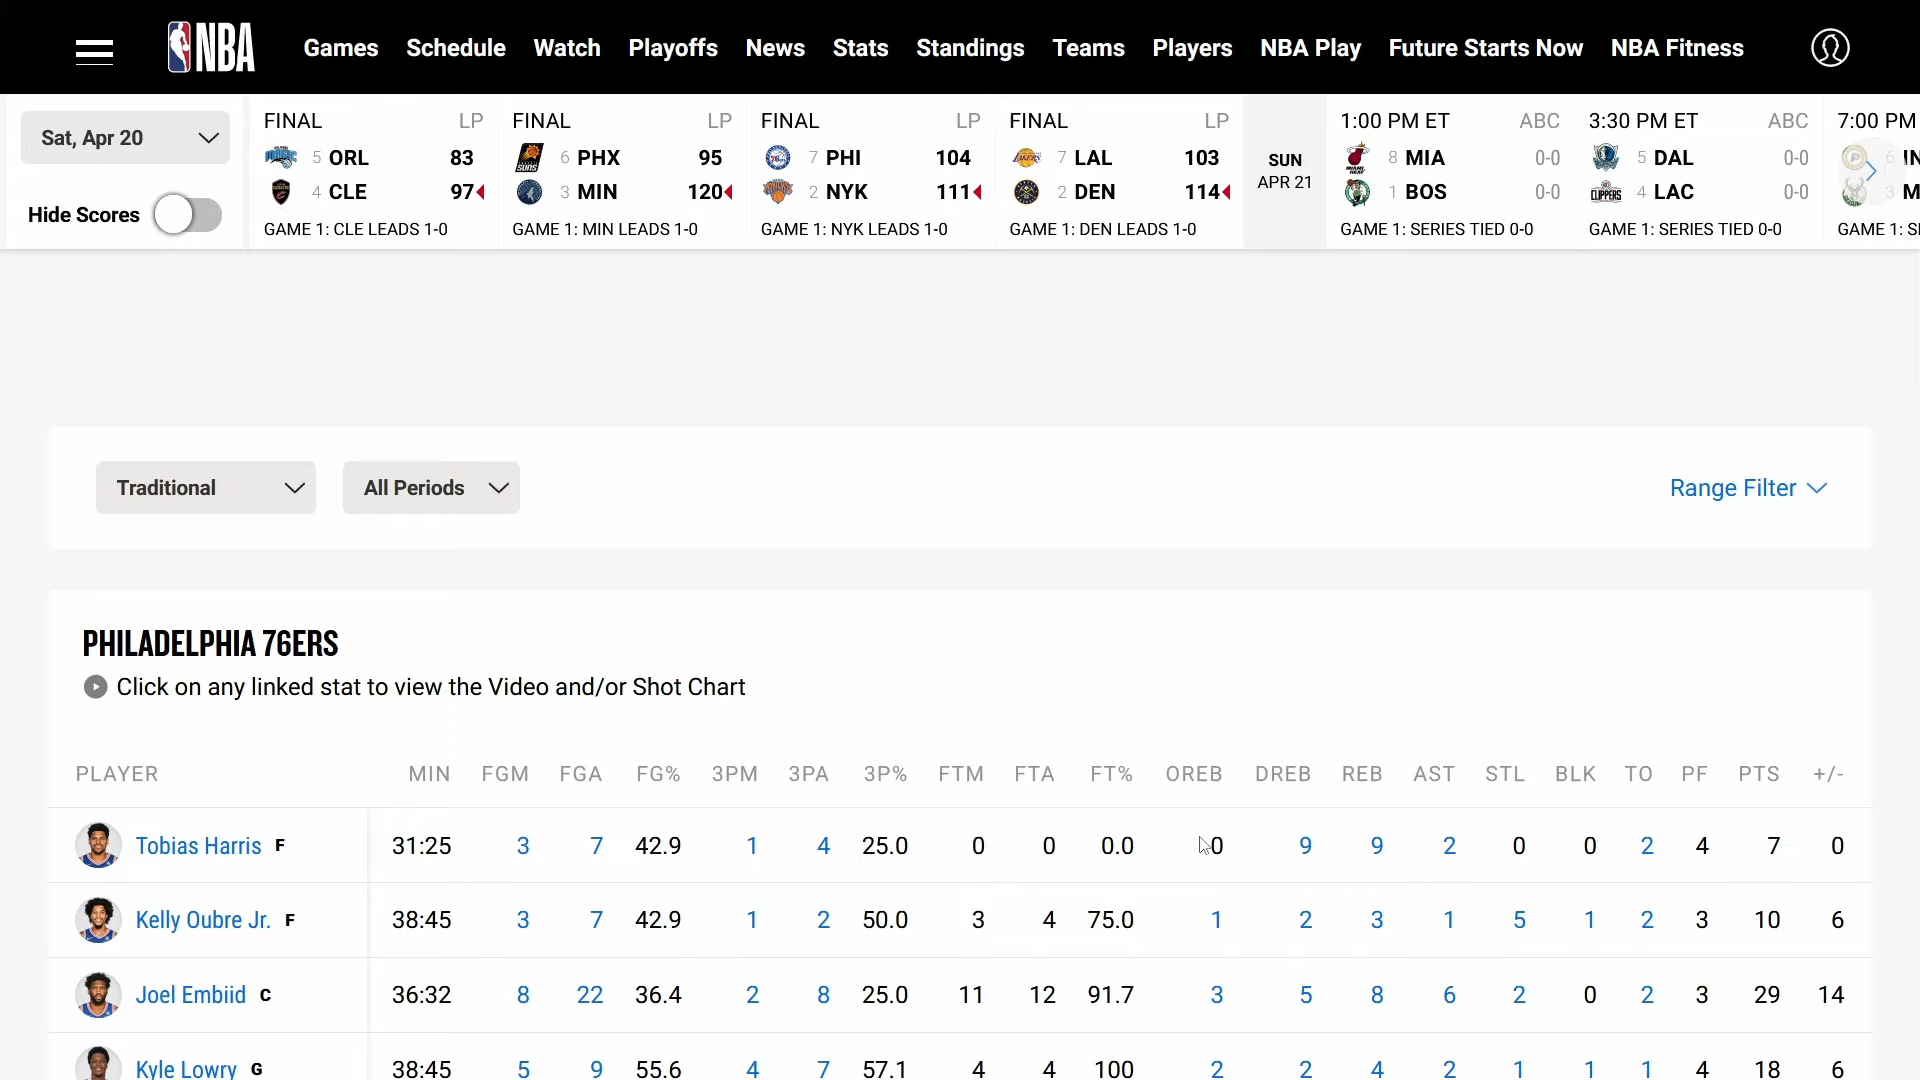 NBA Games Schedule Watch Playoffs News Stats Standings Teams Players NBA Play Future Starts Now NBA Fitness
Sat, Apr 20
Hide Scores
FINAL LP
5 ORL 83
4 CLE 97
GAME 1: CLE LEADS 1-0
FINAL LP
6 PHX 95
3 MIN 120
GAME 1: MIN LEADS 1-0
FINAL LP
7 PHI 104
2 NYK 111
GAME 1: NYK LEADS 1-0
FINAL LP
7 LAL 103
2 DEN 114
GAME 1: DEN LEADS 1-0
SUN
APR 21
1:00 PM ET ABC
8 MIA 0-0
1 BOS 0-0
GAME 1: SERIES TIED 0-0
3:30 PM ET ABC
5 DAL 0-0
4 LAC 0-0
GAME 1: SERIES TIED 0-0
7:00 PM
6 IN
3 M
GAME 1: S
Traditional All Periods Range Filter
PHILADELPHIA 76ERS
Click on any linked stat to view the Video and/or Shot Chart
PLAYER MIN FGM FGA FG% 3PM 3PA 3P% FTM FTA FT% OREB DREB REB AST STL BLK TO PF PTS +/-
Tobias Harris F 31:25 3 7 42.9 1 4 25.0 0 0 0.0 0 9 9 2 0 0 2 4 7 0
Kelly Oubre Jr. F 38:45 3 7 42.9 1 2 50.0 3 4 75.0 1 2 3 1 5 1 2 3 10 6
Joel Embiid C 36:32 8 22 36.4 2 8 25.0 11 12 91.7 3 5 8 6 2 0 2 3 29 14
Kyle Lowry G 38:45 5 9 55.6 4 7 57.1 4 4 100 2 2 4 2 1 1 1 4 18 6